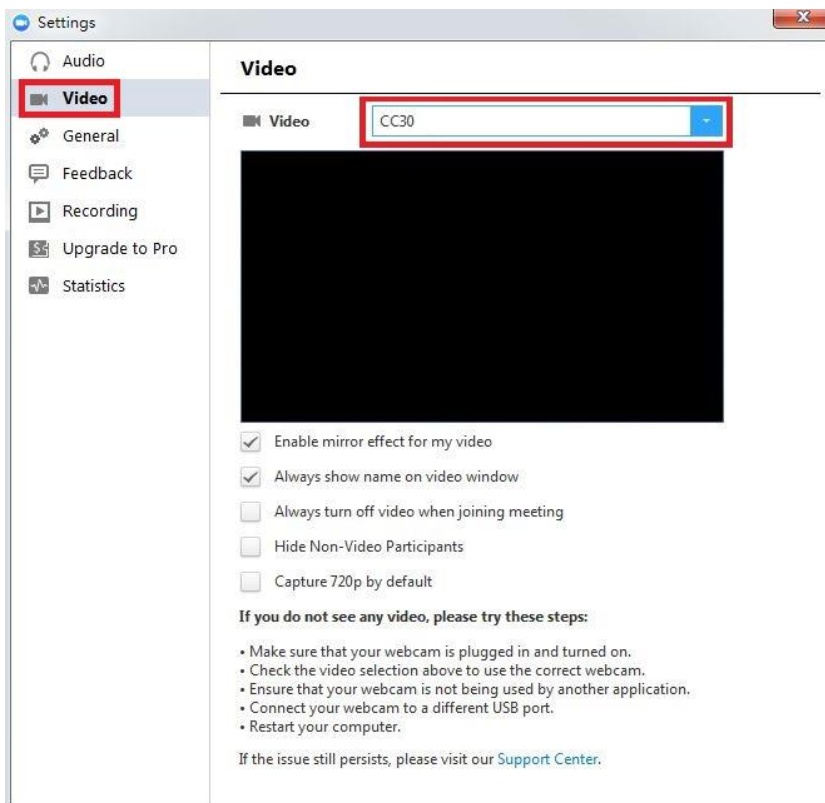 Settings
Audio
Video
General
Feedback
Recording
Upgrade to Pro
Statistics
Video
Video CC30
Enable mirror effect for my video
Always show name on video window
Always turn off video when joining meeting
Hide Non-Video Participants
Capture 720p by default
If you do not see any video, please try these steps:
• Make sure that your webcam is plugged in and turned on.
• Check the video selection above to use the correct webcam.
• Ensure that your webcam is not being used by another application.
• Connect your webcam to a different USB port.
• Restart your computer.
If the issue still persists, please visit our Support Center.